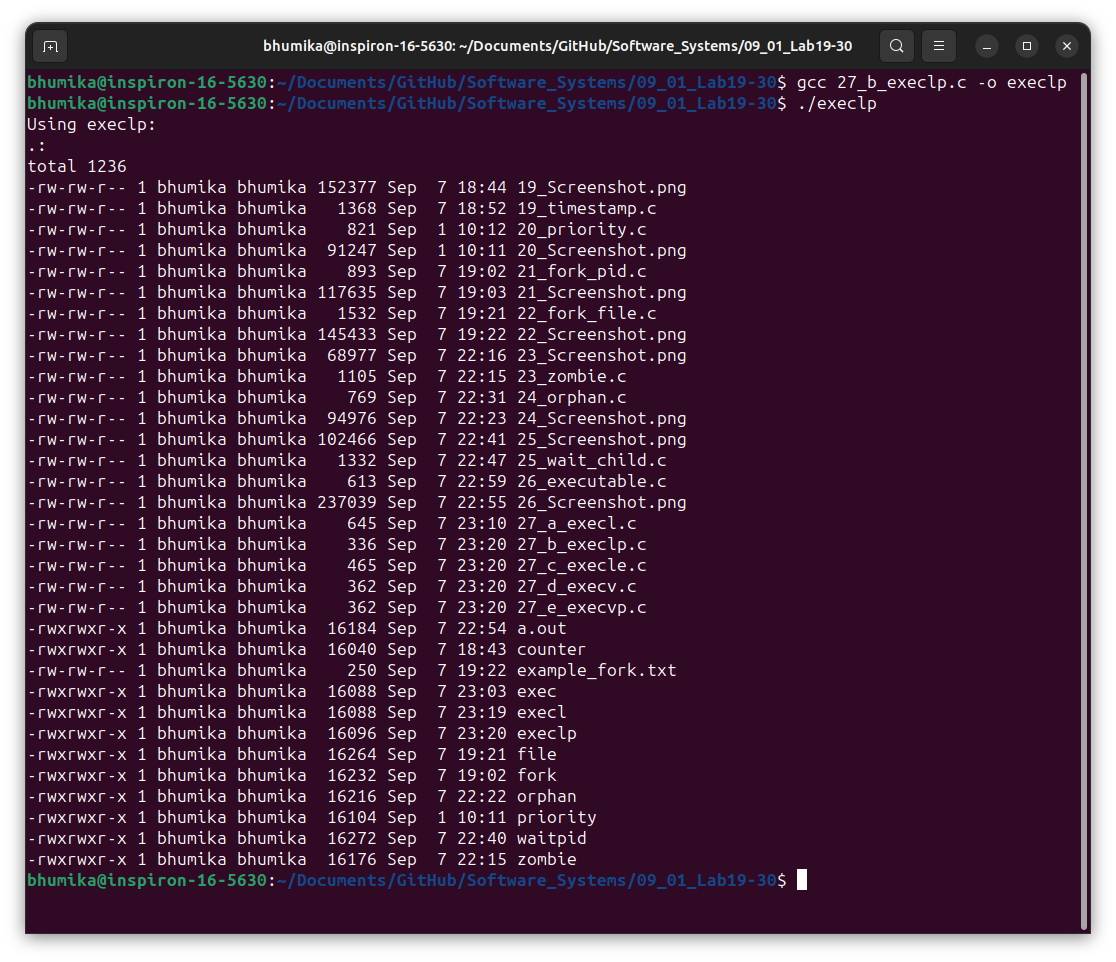 bhumika@inspiron-16-5630: ~/Documents/GitHub/Software_Systems/09_01_Lab19-30
bhumika@inspiron-16-5630:~/Documents/GitHub/Software_Systems/09_01_Lab19-30$ gcc 27_b_execlp.c -o execlp
bhumika@inspiron-16-5630:~/Documents/GitHub/Software_Systems/09_01_Lab19-30$ ./execlp
Using execlp:
.:
total 1236
-rw-rw-r-- 1 bhumika bhumika 152377 Sep  7 18:44 19_Screenshot.png
-rw-rw-r-- 1 bhumika bhumika   1368 Sep  7 18:52 19_timestamp.c
-rw-rw-r-- 1 bhumika bhumika    821 Sep  1 10:12 20_priority.c
-rw-rw-r-- 1 bhumika bhumika  91247 Sep  1 10:11 20_Screenshot.png
-rw-rw-r-- 1 bhumika bhumika    893 Sep  7 19:02 21_fork_pid.c
-rw-rw-r-- 1 bhumika bhumika 117635 Sep  7 19:03 21_Screenshot.png
-rw-rw-r-- 1 bhumika bhumika   1532 Sep  7 19:21 22_fork_file.c
-rw-rw-r-- 1 bhumika bhumika 145433 Sep  7 19:22 22_Screenshot.png
-rw-rw-r-- 1 bhumika bhumika  68977 Sep  7 22:16 23_Screenshot.png
-rw-rw-r-- 1 bhumika bhumika   1105 Sep  7 22:15 23_zombie.c
-rw-rw-r-- 1 bhumika bhumika    769 Sep  7 22:31 24_orphan.c
-rw-rw-r-- 1 bhumika bhumika  94976 Sep  7 22:23 24_Screenshot.png
-rw-rw-r-- 1 bhumika bhumika 102466 Sep  7 22:41 25_Screenshot.png
-rw-rw-r-- 1 bhumika bhumika   1332 Sep  7 22:47 25_wait_child.c
-rw-rw-r-- 1 bhumika bhumika    613 Sep  7 22:59 26_executable.c
-rw-rw-r-- 1 bhumika bhumika 237039 Sep  7 22:55 26_Screenshot.png
-rw-rw-r-- 1 bhumika bhumika    645 Sep  7 23:10 27_a_execl.c
-rw-rw-r-- 1 bhumika bhumika    336 Sep  7 23:20 27_b_execlp.c
-rw-rw-r-- 1 bhumika bhumika    465 Sep  7 23:20 27_c_execle.c
-rw-rw-r-- 1 bhumika bhumika    362 Sep  7 23:20 27_d_execv.c
-rw-rw-r-- 1 bhumika bhumika    362 Sep  7 23:20 27_e_execvp.c
-rwxrwxr-x 1 bhumika bhumika  16184 Sep  7 22:54 a.out
-rwxrwxr-x 1 bhumika bhumika  16040 Sep  7 18:43 counter
-rw-rw-r-- 1 bhumika bhumika    250 Sep  7 19:22 example_fork.txt
-rwxrwxr-x 1 bhumika bhumika  16088 Sep  7 23:03 exec
-rwxrwxr-x 1 bhumika bhumika  16088 Sep  7 23:19 execl
-rwxrwxr-x 1 bhumika bhumika  16096 Sep  7 23:20 execlp
-rwxrwxr-x 1 bhumika bhumika  16264 Sep  7 19:21 file
-rwxrwxr-x 1 bhumika bhumika  16232 Sep  7 19:02 fork
-rwxrwxr-x 1 bhumika bhumika  16216 Sep  7 22:22 orphan
-rwxrwxr-x 1 bhumika bhumika  16104 Sep  1 10:11 priority
-rwxrwxr-x 1 bhumika bhumika  16272 Sep  7 22:40 waitpid
-rwxrwxr-x 1 bhumika bhumika  16176 Sep  7 22:15 zombie
bhumika@inspiron-16-5630:~/Documents/GitHub/Software_Systems/09_01_Lab19-30$